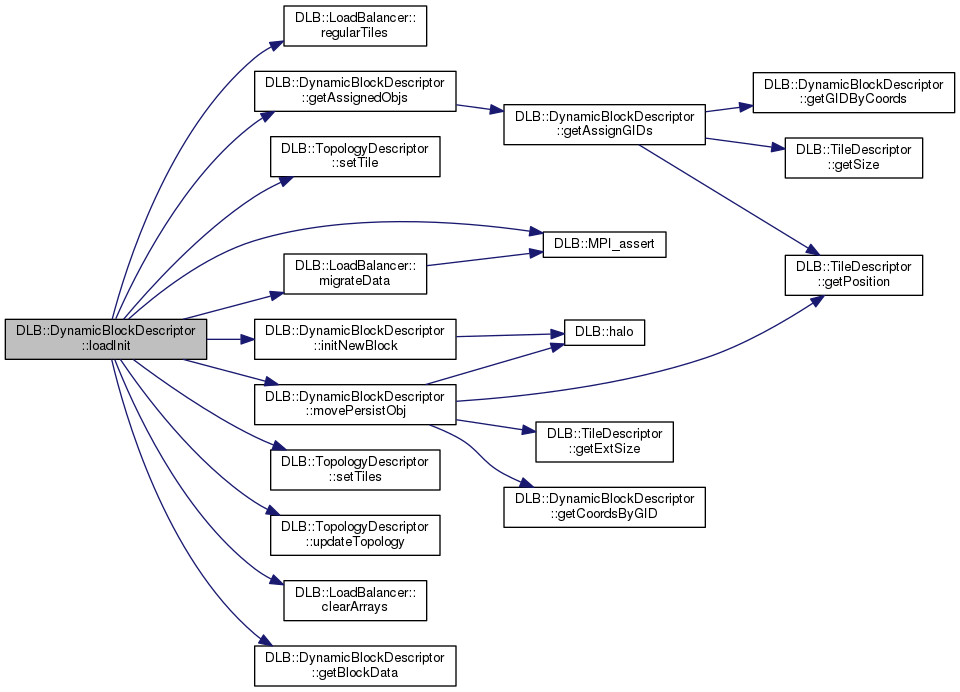 DLB::LoadBalancer::
regularTiles
DLB::DynamicBlockDescriptor
::getAssignedObjs
DLB::TopologyDescriptor
::setTile
DLB::LoadBalancer::
migrateData
DLB::DynamicBlockDescriptor
::loadInit
DLB::DynamicBlockDescriptor
::initNewBlock
DLB::DynamicBlockDescriptor
::movePersistObj
DLB::TopologyDescriptor
::setTiles
DLB::TopologyDescriptor
::updateTopology
DLB::LoadBalancer::
clearArrays
DLB::DynamicBlockDescriptor
::getBlockData
DLB::DynamicBlockDescriptor
::getAssignGIDs
DLB::MPI_assert
DLB::halo
DLB::TileDescriptor
::getExtSize
DLB::DynamicBlockDescriptor
::getCoordsByGID
DLB::DynamicBlockDescriptor
::getGIDByCoords
DLB::TileDescriptor
::getSize
DLB::TileDescriptor
::getPosition